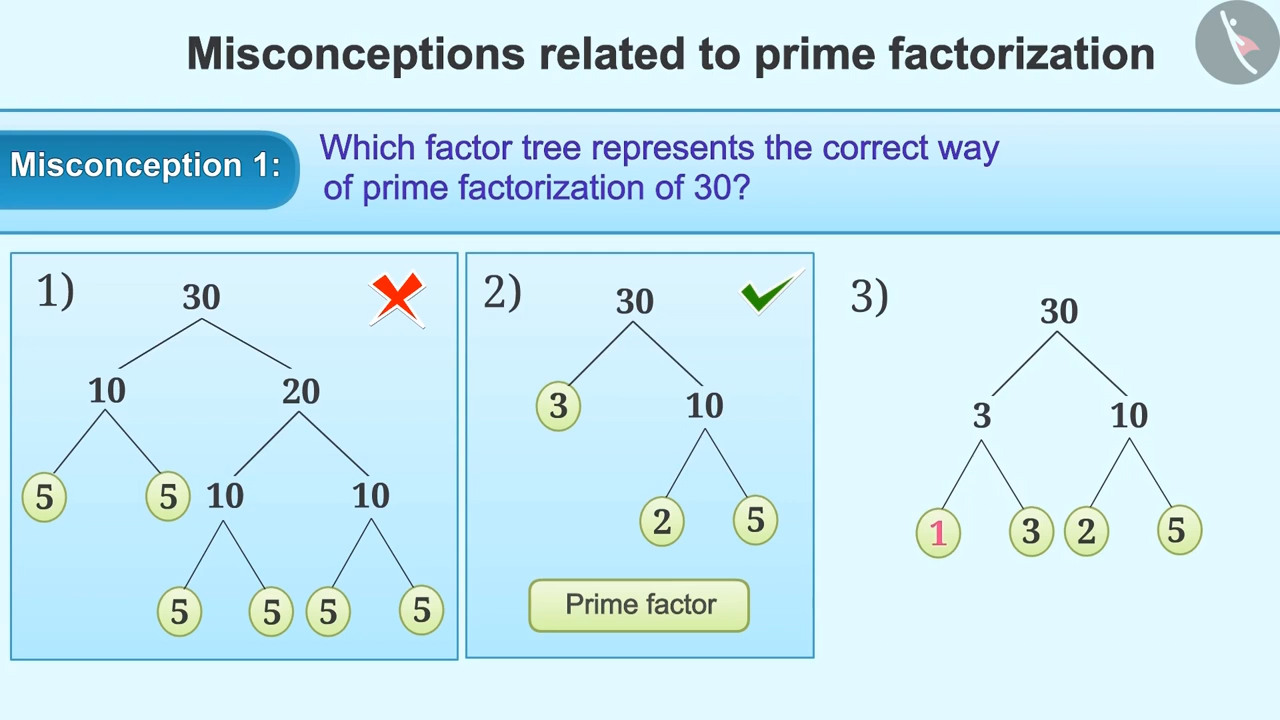 Misconceptions related to prime factorization
Misconception 1:
Which factor tree represents the correct way
of prime factorization of 30?
1)
30
10 20
5 5 10 10
5 5 5 5
2)
30
3 10
2 5
Prime factor
3)
30
3 10
1 3 2 5